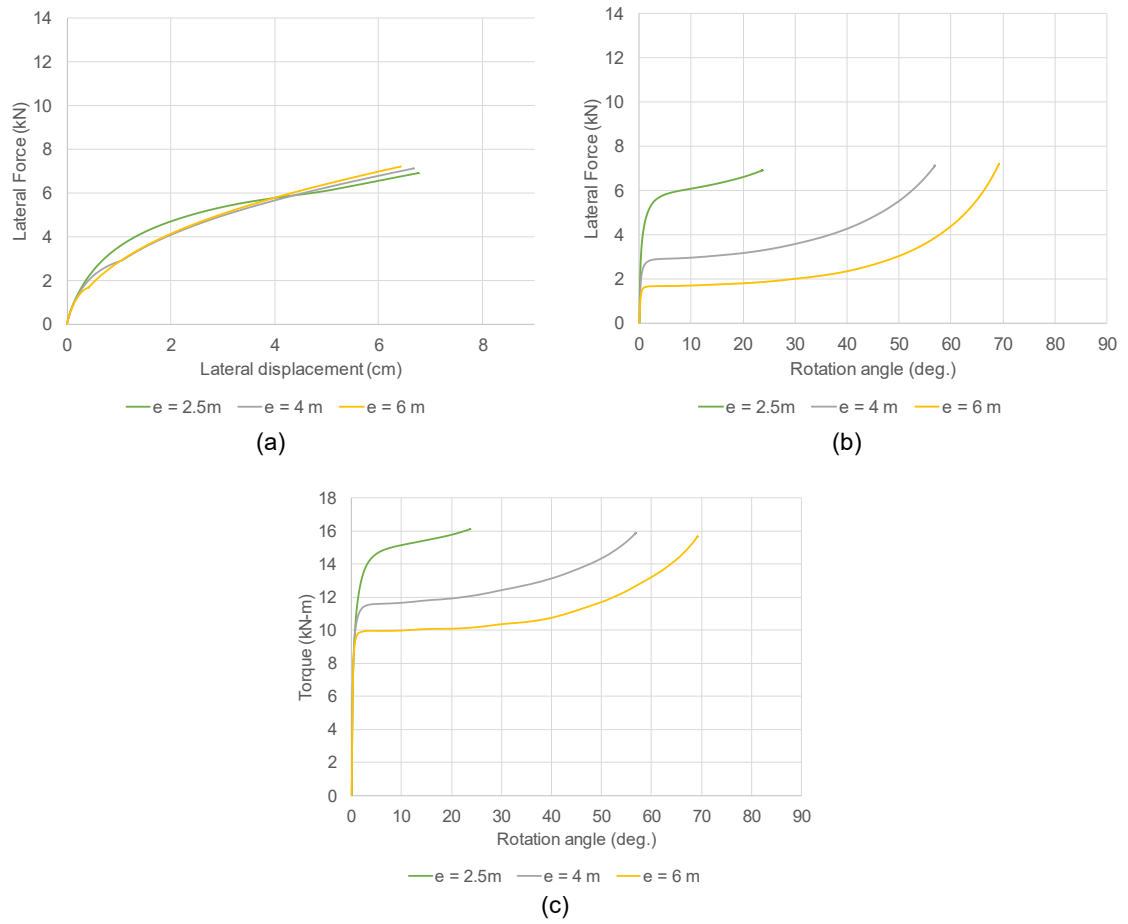 14
12
10
8
6
4
2
0
Lateral Force (kN)
0 2 4 6 8
Lateral displacement (cm)
e = 2.5m e = 4 m e = 6 m
(a)
14
12
10
8
6
4
2
0
Lateral Force (kN)
0 10 20 30 40 50 60 70 80 90
Rotation angle (deg.)
e = 2.5m e = 4 m e = 6 m
(b)
18
16
14
12
10
8
6
4
2
0
Torque (kN-m)
0 10 20 30 40 50 60 70 80 90
Rotation angle (deg.)
e = 2.5m e = 4 m e = 6 m
(c)